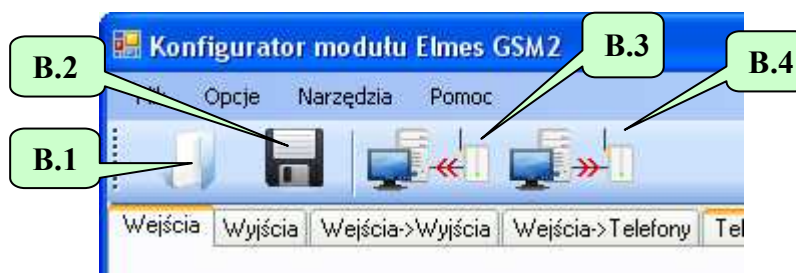 Konfigurator modułu Elmes GSM2
B.3
B.4
B.2
Opcje Narzędzia Pomoc
B.1
Wejścia Wyjścia Wejścia->Wyjścia Wejścia->Telefony